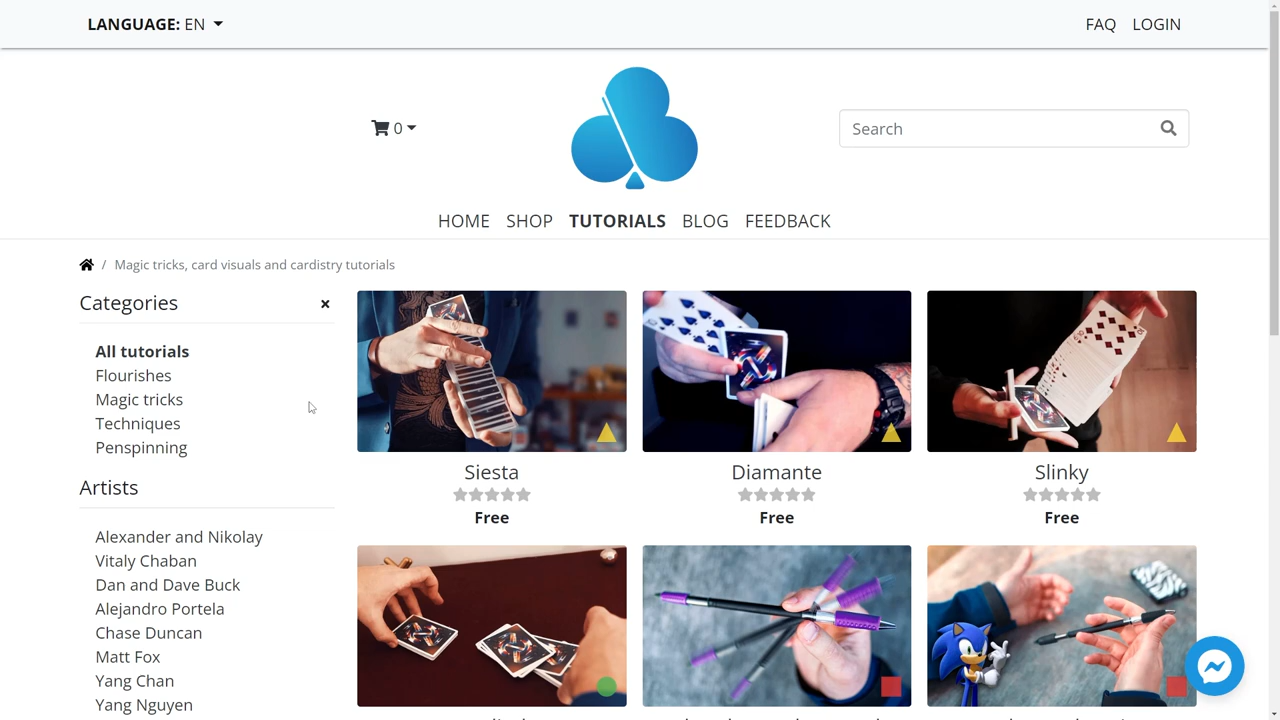 LANGUAGE: EN
FAQ LOGIN
0
Search
HOME SHOP TUTORIALS BLOG FEEDBACK
/ Magic tricks, card visuals and cardistry tutorials
Categories
All tutorials
Flourishes
Magic tricks
Techniques
Penspinning
Artists
Alexander and Nikolay
Vitaly Chaban
Dan and Dave Buck
Alejandro Portela
Chase Duncan
Matt Fox
Yang Chan
Yang Nguyen
Siesta
Free
Diamante
Free
Slinky
Free